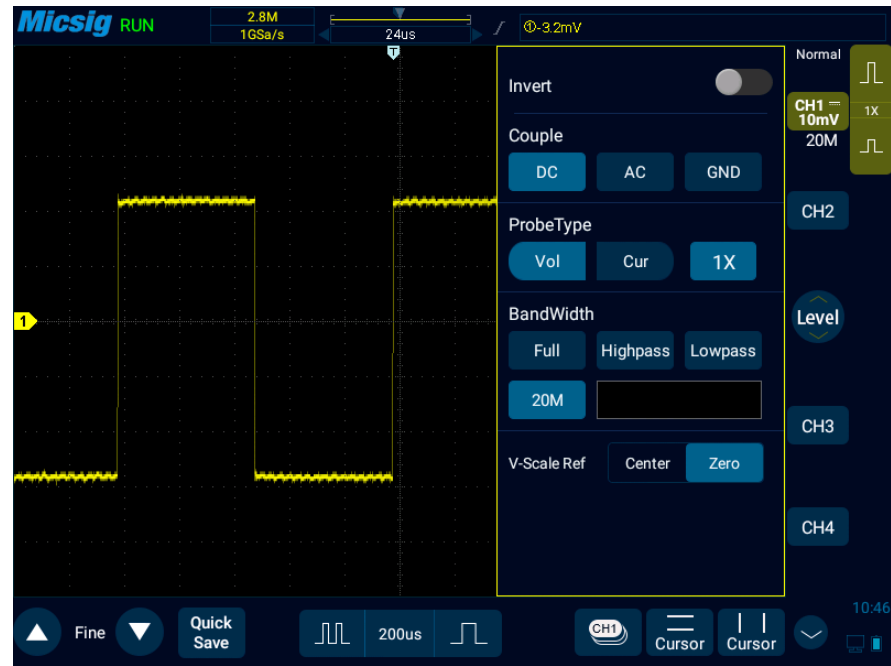 Micsig RUN 2.8M 1GSa/s 24us ①-3.2mV
T
Normal
Invert
CH1 10mV 20M 1X
Couple
DC AC GND
CH2
ProbeType
Vol Cur 1X
BandWidth
Level
Full Highpass Lowpass
1
20M
CH3
V-Scale Ref Center Zero
CH4
10:46
Fine Quick Save 200us CH1 Cursor Cursor